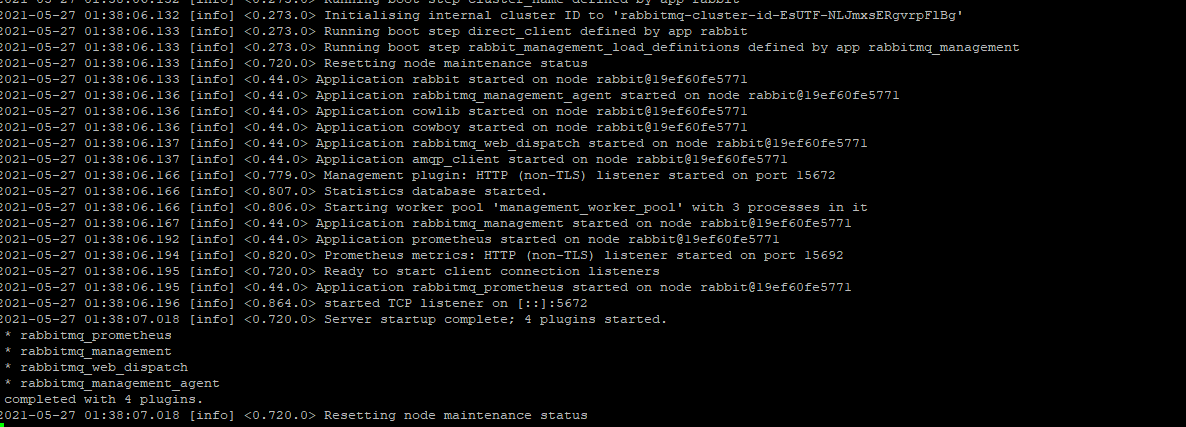 2021-05-27 01:38:06.132 [info] <0.273.0> Running boot step cluster_name defined by app rabbit
2021-05-27 01:38:06.132 [info] <0.273.0> Initialising internal cluster ID to 'rabbitmq-cluster-id-EsUTF-NLJmxsERgvrpFlBg'
2021-05-27 01:38:06.133 [info] <0.273.0> Running boot step direct_client defined by app rabbit
2021-05-27 01:38:06.133 [info] <0.273.0> Running boot step rabbit_management_load_definitions defined by app rabbitmq_management
2021-05-27 01:38:06.133 [info] <0.720.0> Resetting node maintenance status
2021-05-27 01:38:06.133 [info] <0.44.0> Application rabbit started on node rabbit@19ef60fe5771
2021-05-27 01:38:06.136 [info] <0.44.0> Application rabbitmq_management_agent started on node rabbit@19ef60fe5771
2021-05-27 01:38:06.136 [info] <0.44.0> Application cowlib started on node rabbit@19ef60fe5771
2021-05-27 01:38:06.136 [info] <0.44.0> Application cowboy started on node rabbit@19ef60fe5771
2021-05-27 01:38:06.137 [info] <0.44.0> Application rabbitmq_web_dispatch started on node rabbit@19ef60fe5771
2021-05-27 01:38:06.137 [info] <0.44.0> Application amqp_client started on node rabbit@19ef60fe5771
2021-05-27 01:38:06.166 [info] <0.779.0> Management plugin: HTTP (non-TLS) listener started on port 15672
2021-05-27 01:38:06.166 [info] <0.807.0> Statistics database started.
2021-05-27 01:38:06.166 [info] <0.806.0> Starting worker pool 'management_worker_pool' with 3 processes in it
2021-05-27 01:38:06.167 [info] <0.44.0> Application rabbitmq_management started on node rabbit@19ef60fe5771
2021-05-27 01:38:06.192 [info] <0.44.0> Application prometheus started on node rabbit@19ef60fe5771
2021-05-27 01:38:06.194 [info] <0.820.0> Prometheus metrics: HTTP (non-TLS) listener started on port 15692
2021-05-27 01:38:06.195 [info] <0.720.0> Ready to start client connection listeners
2021-05-27 01:38:06.195 [info] <0.44.0> Application rabbitmq_prometheus started on node rabbit@19ef60fe5771
2021-05-27 01:38:06.196 [info] <0.864.0> started TCP listener on [::]:5672
2021-05-27 01:38:07.018 [info] <0.720.0> Server startup complete; 4 plugins started.
* rabbitmq_prometheus
* rabbitmq_management
* rabbitmq_web_dispatch
* rabbitmq_management_agent
completed with 4 plugins.
2021-05-27 01:38:07.018 [info] <0.720.0> Resetting node maintenance status